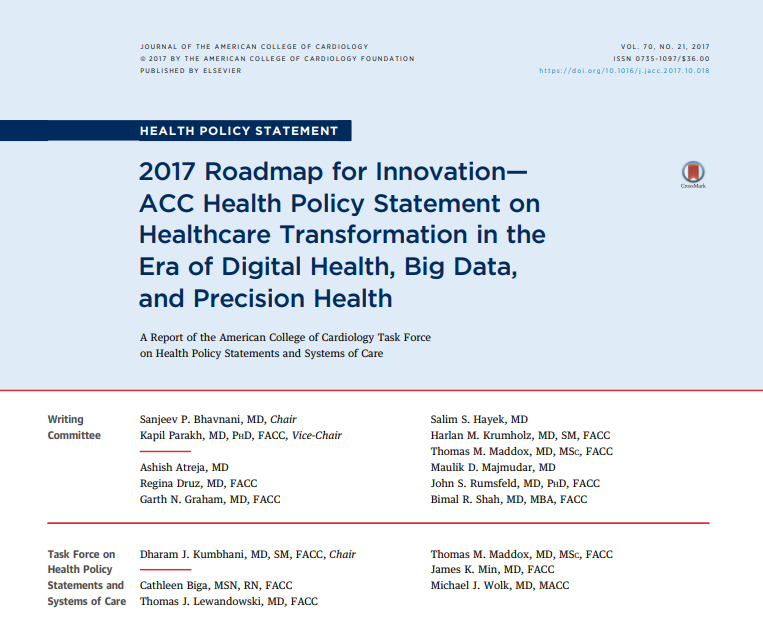 JOURNAL OF THE AMERICAN COLLEGE OF CARDIOLOGY
© 2017 BY THE AMERICAN COLLEGE OF CARDIOLOGY FOUNDATION
PUBLISHED BY ELSEVIER
VOL. 70, NO. 21, 2017
ISSN 0735-1097/$36.00
https://doi.org/10.1016/j.jacc.2017.10.018
HEALTH POLICY STATEMENT
2017 Roadmap for Innovation—
ACC Health Policy Statement on
Healthcare Transformation in the
Era of Digital Health, Big Data,
and Precision Health
CrossMark
A Report of the American College of Cardiology Task Force
on Health Policy Statements and Systems of Care
Writing
Committee
Sanjeev P. Bhavnani, MD, Chair
Kapil Parakh, MD, PHD, FACC, Vice-Chair
Ashish Atreja, MD
Regina Druz, MD, FACC
Garth N. Graham, MD, FACC
Salim S. Hayek, MD
Harlan M. Krumholz, MD, SM, FACC
Thomas M. Maddox, MD, MSc, FACC
Maulik D. Majmudar, MD
John S. Rumsfeld, MD, PHD, FACC
Bimal R. Shah, MD, MBA, FACC
Task Force on
Health Policy
Statements and
Systems of Care
Dharam J. Kumbhani, MD, SM, FACC, Chair
Cathleen Biga, MSN, RN, FACC
Thomas J. Lewandowski, MD, FACC
Thomas M. Maddox, MD, MSc, FACC
James K. Min, MD, FACC
Michael J. Wolk, MD, MACC